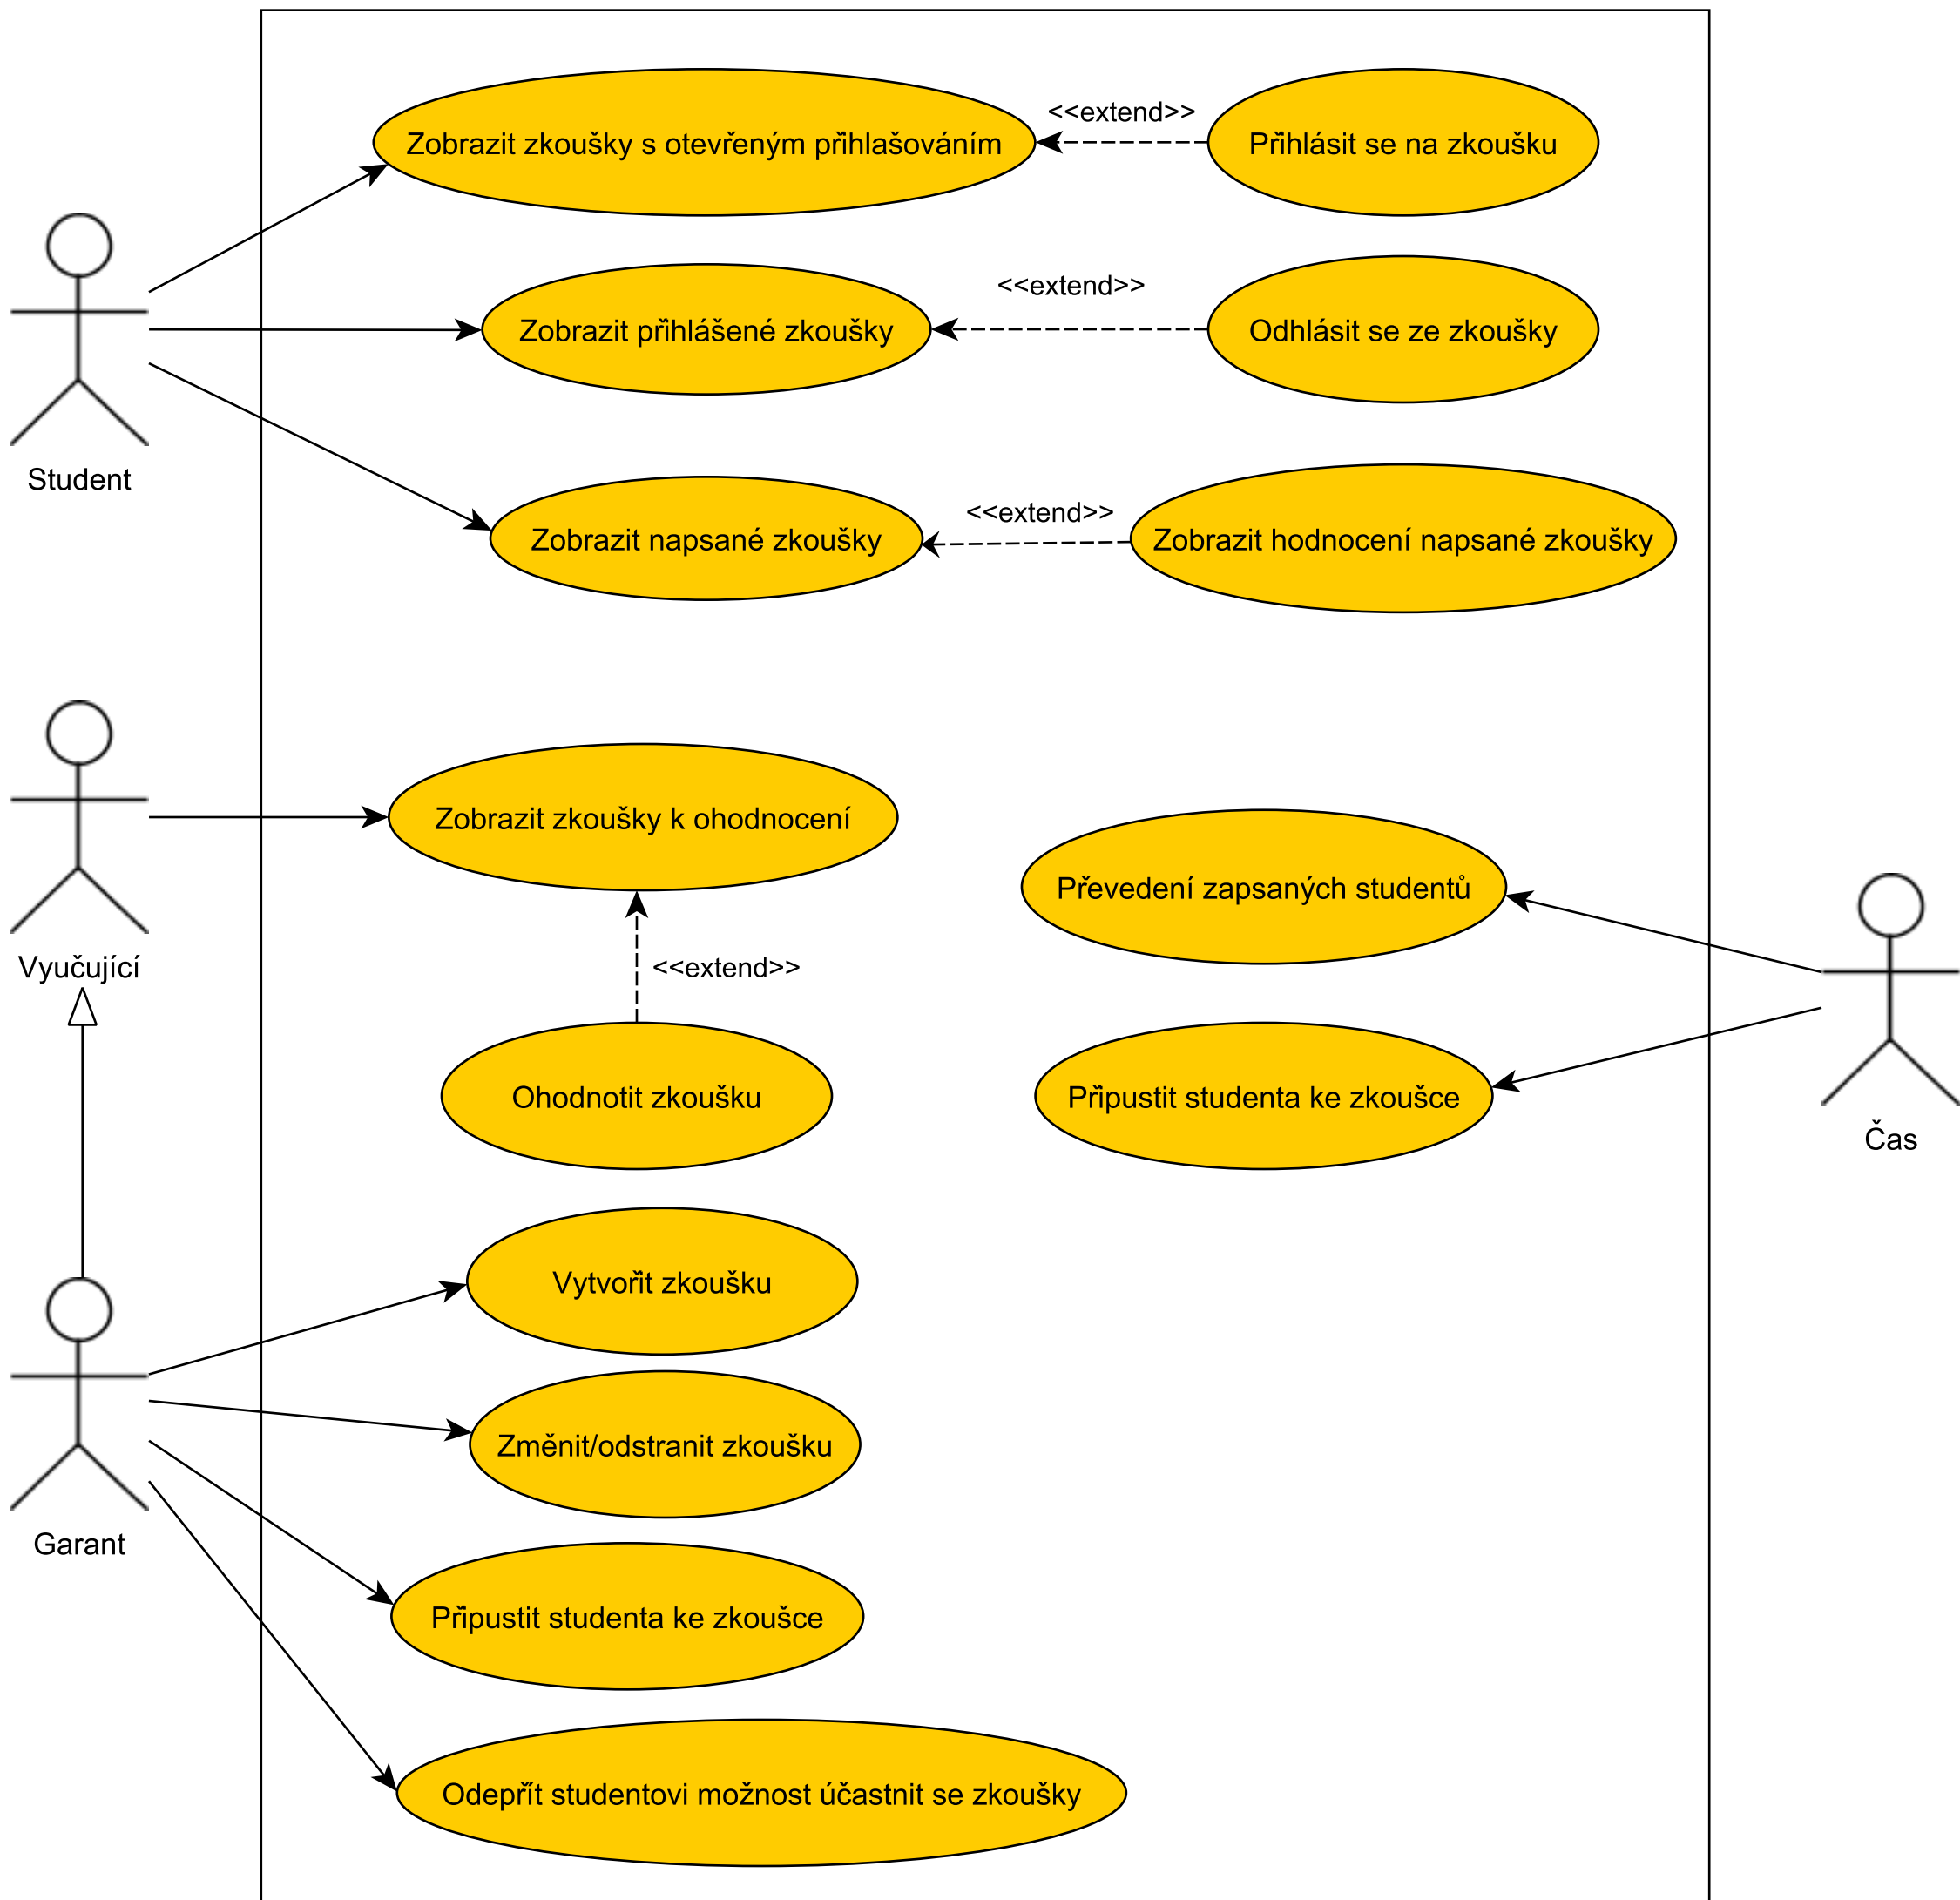 <<extend>>
Zobrazit zkoušky s otevřeným přihlašováním
Přihlásit se na zkoušku
<<extend>>
Zobrazit přihlášené zkoušky
Odhlásit se ze zkoušky
Student
<<extend>>
Zobrazit napsané zkoušky
Zobrazit hodnocení napsané zkoušky
Zobrazit zkoušky k ohodnocení
Převedení zapsaných studentů
Vyučující
<<extend>>
Ohodnotit zkoušku
Připustit studenta ke zkoušce
Čas
Vytvořit zkoušku
Změnit/odstranit zkoušku
Garant
Připustit studenta ke zkoušce
Odepřít studentovi možnost účastnit se zkoušky